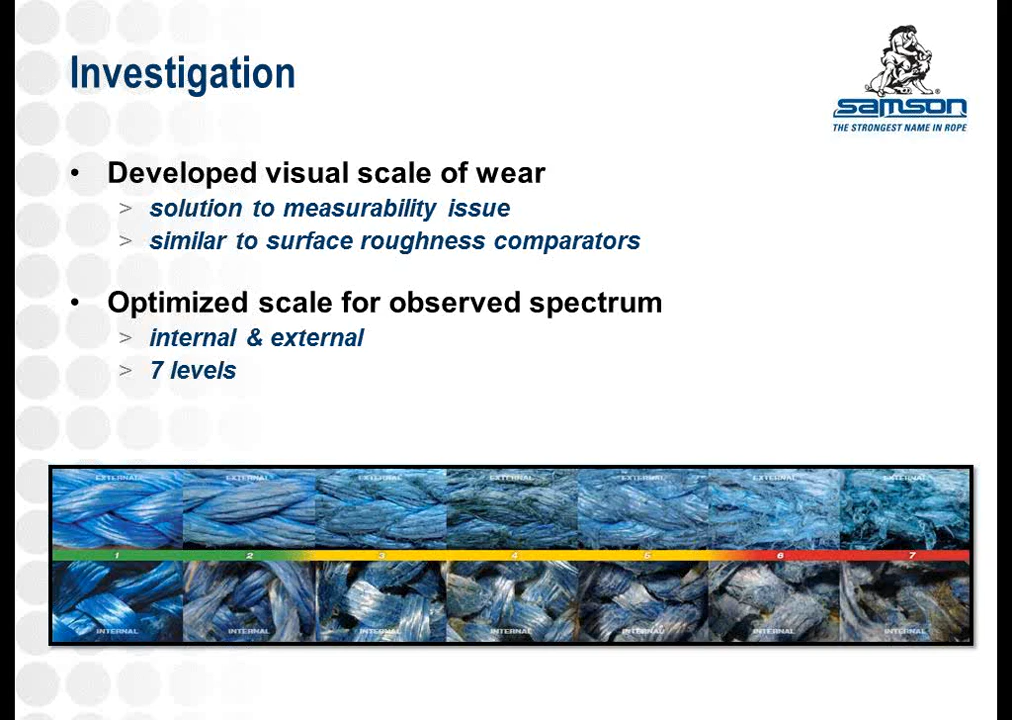 Investigation
samson
THE STRONGEST NAME IN ROPE
• Developed visual scale of wear
> solution to measurability issue
> similar to surface roughness comparators
• Optimized scale for observed spectrum
> internal & external
> 7 levels
EXTERNAL EXTERNAL EXTERNAL EXTERNAL EXTERNAL EXTERNAL EXTERNAL
1 2 3 4 5 6 7
INTERNAL INTERNAL INTERNAL INTERNAL INTERNAL INTERNAL INTERNAL